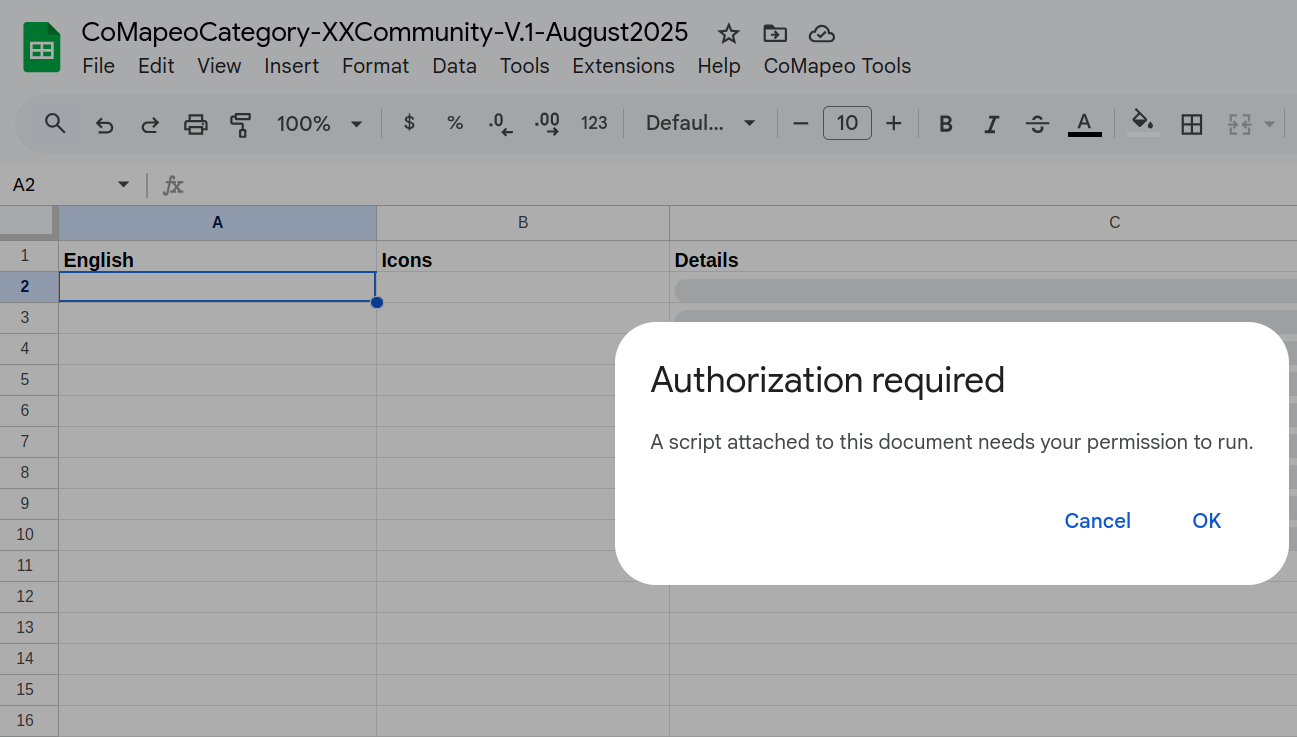 CoMapeoCategory-XXCommunity-V.1-August2025
File Edit View Insert Format Data Tools Extensions Help CoMapeo Tools
100% $ % .0 .00 123 Defaul... 10 B I A
A2 fx
A B C
1 English Icons Details
2
3
4
Authorization required
5
6
A script attached to this document needs your permission to run.
7
8
9
Cancel OK
10
11
12
13
14
15
16